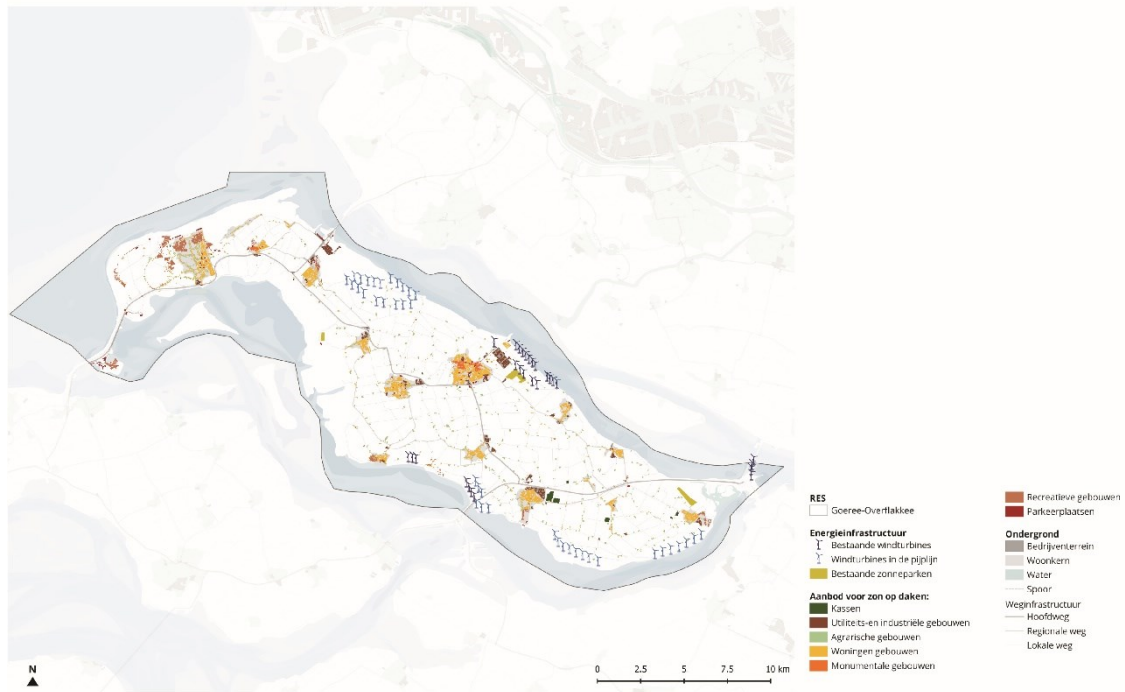 RES
Goeree-Overflakkee
Energieinfrastructuur
Bestaande windturbines
Windturbines in de pijplijn
Bestaande zonneparken
Aanbod voor zon op daken:
Kassen
Utiliteits-en industriële gebouwen
Agrarische gebouwen
Woningen gebouwen
Monumentale gebouwen
Recreatieve gebouwen
Parkeerplaatsen
Ondergrond
Bedrijventerrein
Woonkern
Water
Spoor
Weginfrastructuur
Hoofdweg
Regionale weg
Lokale weg
N
0 2.5 5 7.5 10 km